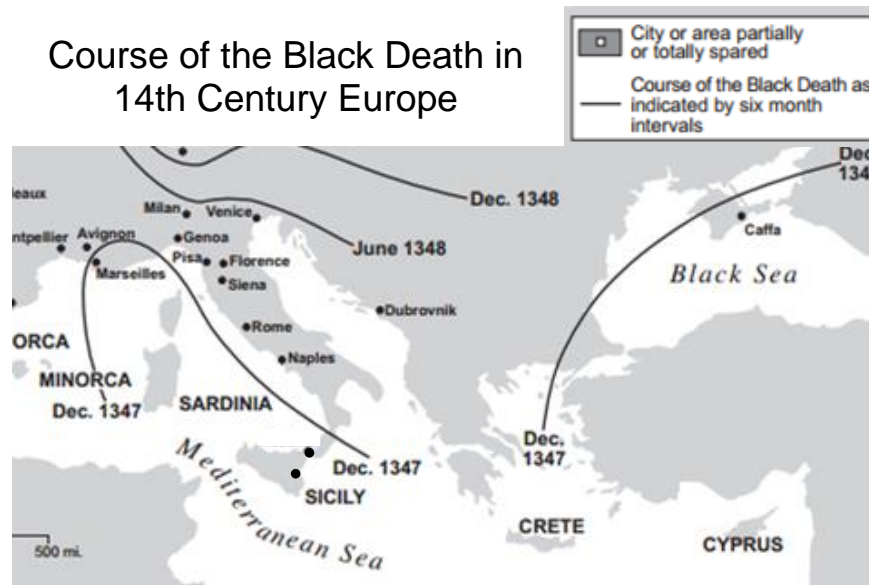 Course of the Black Death in
14th Century Europe
City or area partially
or totally spared
Course of the Black Death as
indicated by six month
intervals
Dec.
Dec. 1348
June 1348
Milan
Venice
Avignon
Genoa
Pisa
Florence
Marseilles
Siena
Caffa
Black Sea
Dubrovnik
Rome
Naples
MINORCA
Dec. 1347
SARDINIA
Dec.
1347
Dec. 1347
SICILY
Mediterranean Sea
CRETE
CYPRUS
500 mi.